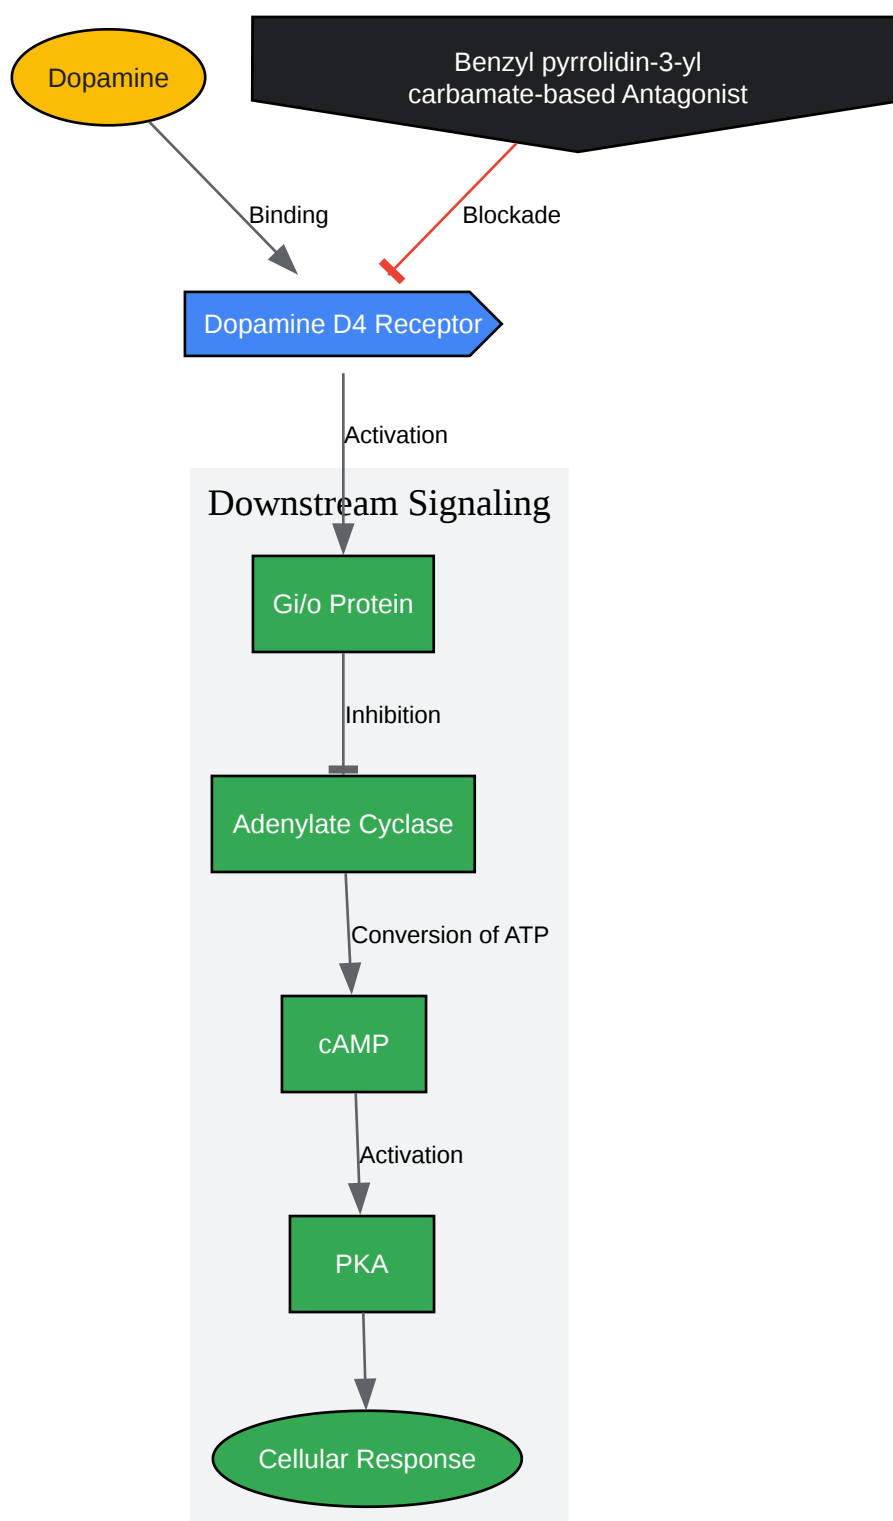 Dopamine
Benzyl pyrrolidin-3-yl
carbamate-based Antagonist
Binding
Blockade
Dopamine D4 Receptor
Activation
Downstream Signaling
Gi/o Protein
Inhibition
Adenylate Cyclase
Conversion of ATP
cAMP
Activation
PKA
Cellular Response